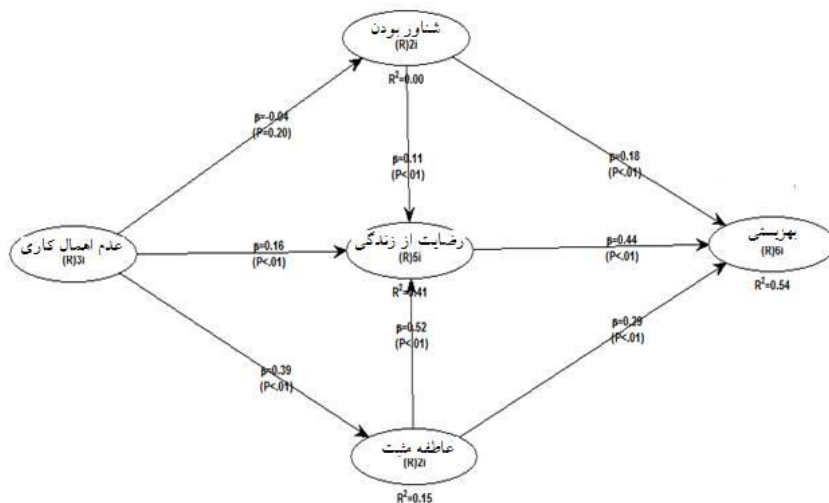 شناور بودن
(R)2i
R²=0.00
β=-0.04
(P=0.20)
β=0.11
(P<.01)
β=0.18
(P<.01)
عدم اهمال کاری
(R)3i
β=0.16
(P<.01)
رضایت از زندگی
(R)5i
R²=0.41
β=0.44
(P<.01)
بهزیستی
(R)6i
R²=0.54
β=0.52
(P<.01)
β=0.29
(P<.01)
β=0.39
(P<.01)
عاطفه مثبت
(R)2i
R²=0.15